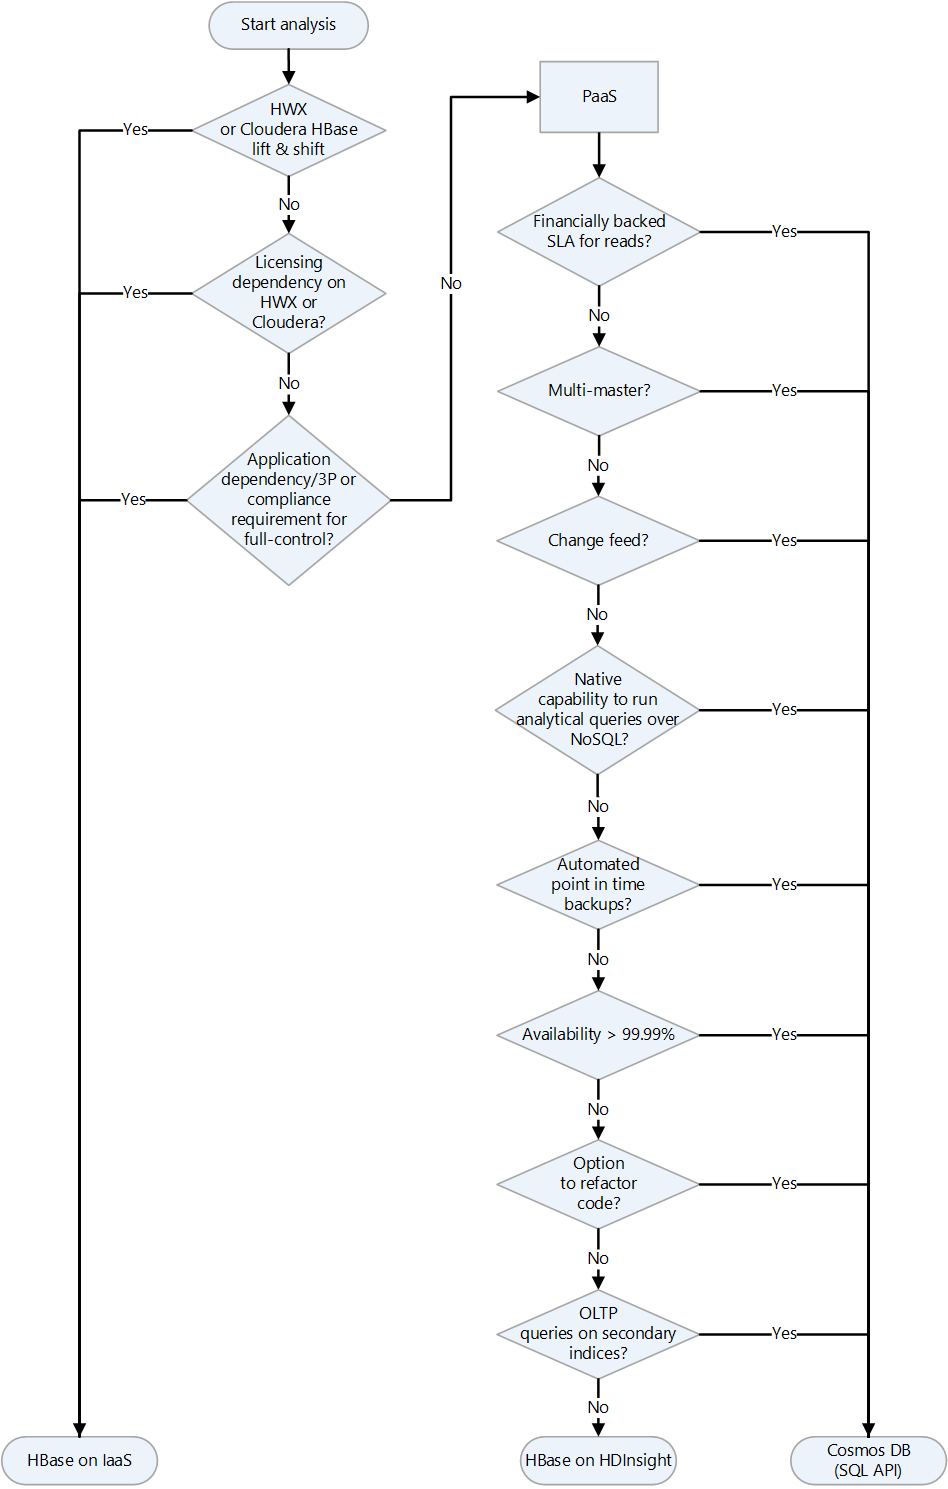 Start analysis
HWX
or Cloudera HBase
lift & shift
Yes
No
Licensing
dependency on
HWX or
Cloudera?
Yes
No
Application
dependency/3P or
compliance
requirement for
full-control?
Yes
No
HBase on IaaS
PaaS
Financially backed
SLA for reads?
Yes
No
Multi-master?
Yes
No
Change feed?
Yes
No
Native
capability to run
analytical queries over
NoSQL?
Yes
No
Automated
point in time
backups?
Yes
No
Availability > 99.99%
Yes
No
Option
to refactor
code?
Yes
No
OLTP
queries on secondary
indices?
Yes
No
HBase on HDInsight
Cosmos DB
(SQL API)